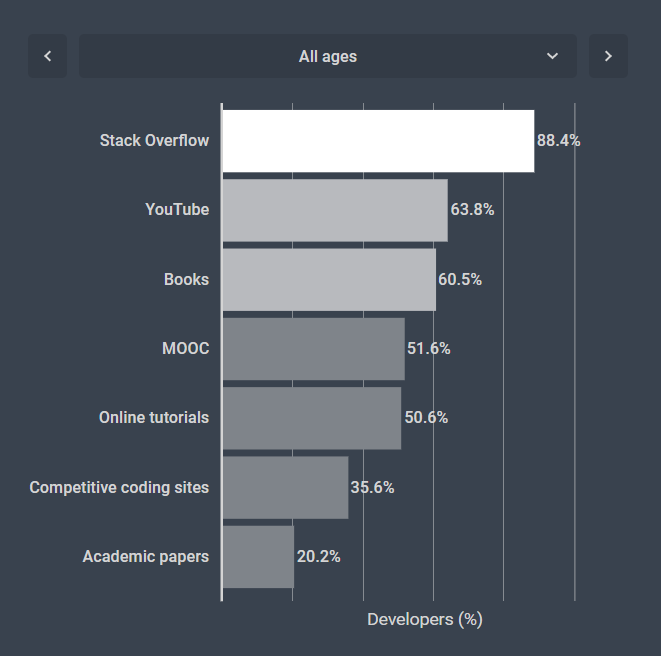 All ages
Stack Overflow 88.4%
YouTube 63.8%
Books 60.5%
MOOC 51.6%
Online tutorials 50.6%
Competitive coding sites 35.6%
Academic papers 20.2%
Developers (%)